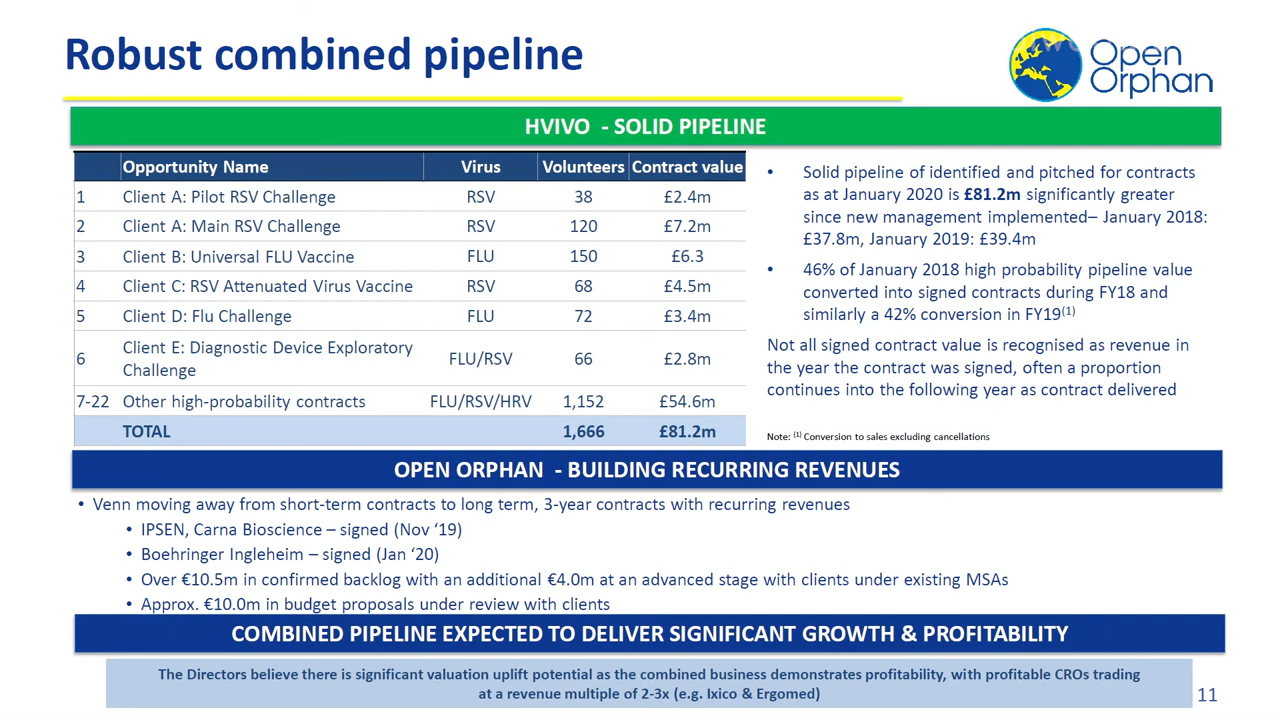 Robust combined pipeline
Open
Orphan
HVIVO - SOLID PIPELINE
Opportunity Name Virus Volunteers Contract value
1 Client A: Pilot RSV Challenge RSV 38 £2.4m
2 Client A: Main RSV Challenge RSV 120 £7.2m
3 Client B: Universal FLU Vaccine FLU 150 £6.3
4 Client C: RSV Attenuated Virus Vaccine RSV 68 £4.5m
5 Client D: Flu Challenge FLU 72 £3.4m
6 Client E: Diagnostic Device Exploratory
Challenge FLU/RSV 66 £2.8m
7-22 Other high-probability contracts FLU/RSV/HRV 1,152 £54.6m
TOTAL 1,666 £81.2m
• Solid pipeline of identified and pitched for contracts
as at January 2020 is £81.2m significantly greater
since new management implemented– January 2018:
£37.8m, January 2019: £39.4m
• 46% of January 2018 high probability pipeline value
converted into signed contracts during FY18 and
similarly a 42% conversion in FY19(1)
Not all signed contract value is recognised as revenue in
the year the contract was signed, often a proportion
continues into the following year as contract delivered
Note: (1) Conversion to sales excluding cancellations
OPEN ORPHAN - BUILDING RECURRING REVENUES
• Venn moving away from short-term contracts to long term, 3-year contracts with recurring revenues
• IPSEN, Carna Bioscience – signed (Nov ‘19)
• Boehringer Ingleheim – signed (Jan ‘20)
• Over €10.5m in confirmed backlog with an additional €4.0m at an advanced stage with clients under existing MSAs
• Approx. €10.0m in budget proposals under review with clients
COMBINED PIPELINE EXPECTED TO DELIVER SIGNIFICANT GROWTH & PROFITABILITY
The Directors believe there is significant valuation uplift potential as the combined business demonstrates profitability, with profitable CROs trading
at a revenue multiple of 2-3x (e.g. Ixico & Ergomed)
11